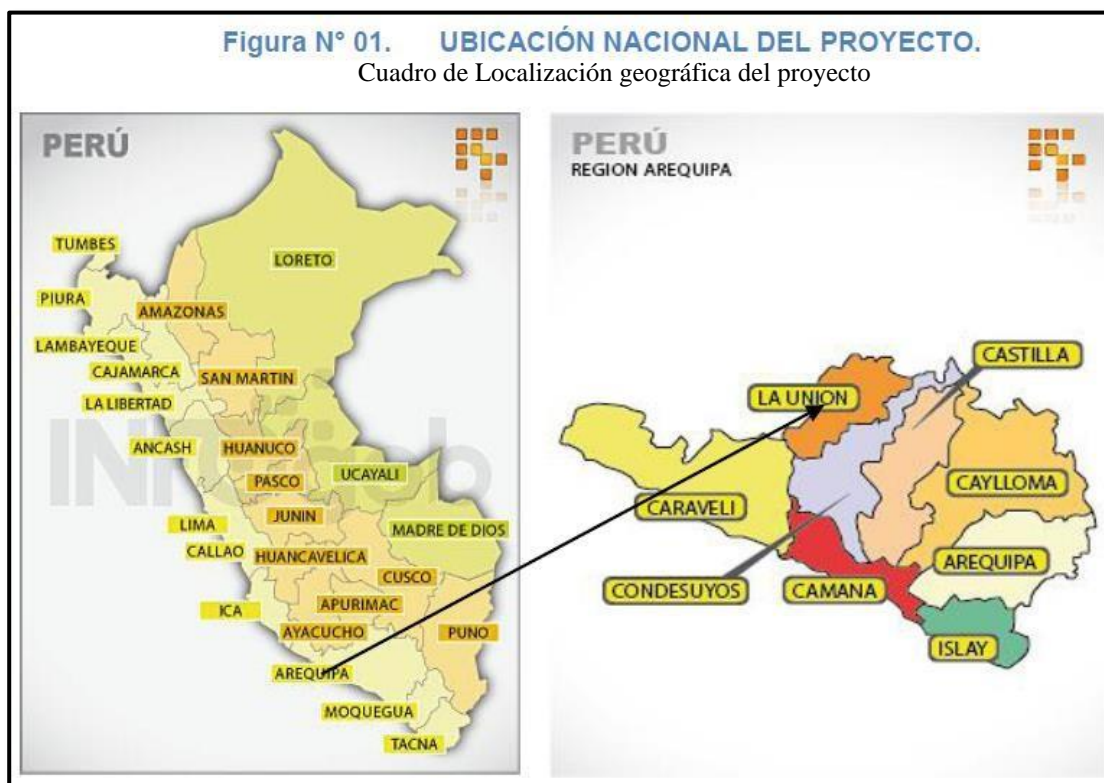 Figura N° 01. UBICACIÓN NACIONAL DEL PROYECTO.
Cuadro de Localización geográfica del proyecto
PERÚ
TUMBES
LORETO
PIURA
AMAZONAS
LAMBAYEQUE
CAJAMARCA
SAN MARTIN
LA LIBERTAD
ANCASH
HUANUCO
UCAYALI
PASCO
JUNIN
LIMA
MADRE DE DIOS
CALLAO
HUANCAVELICA
CUSCO
ICA
APURIMAC
AYACUCHO
PUNO
AREQUIPA
MOQUEGUA
TACNA
PERÚ
REGION AREQUIPA
CASTILLA
LA UNION
CAYLLOMA
CARAVELI
AREQUIPA
CONDESUYOS
CAMANA
ISLAY